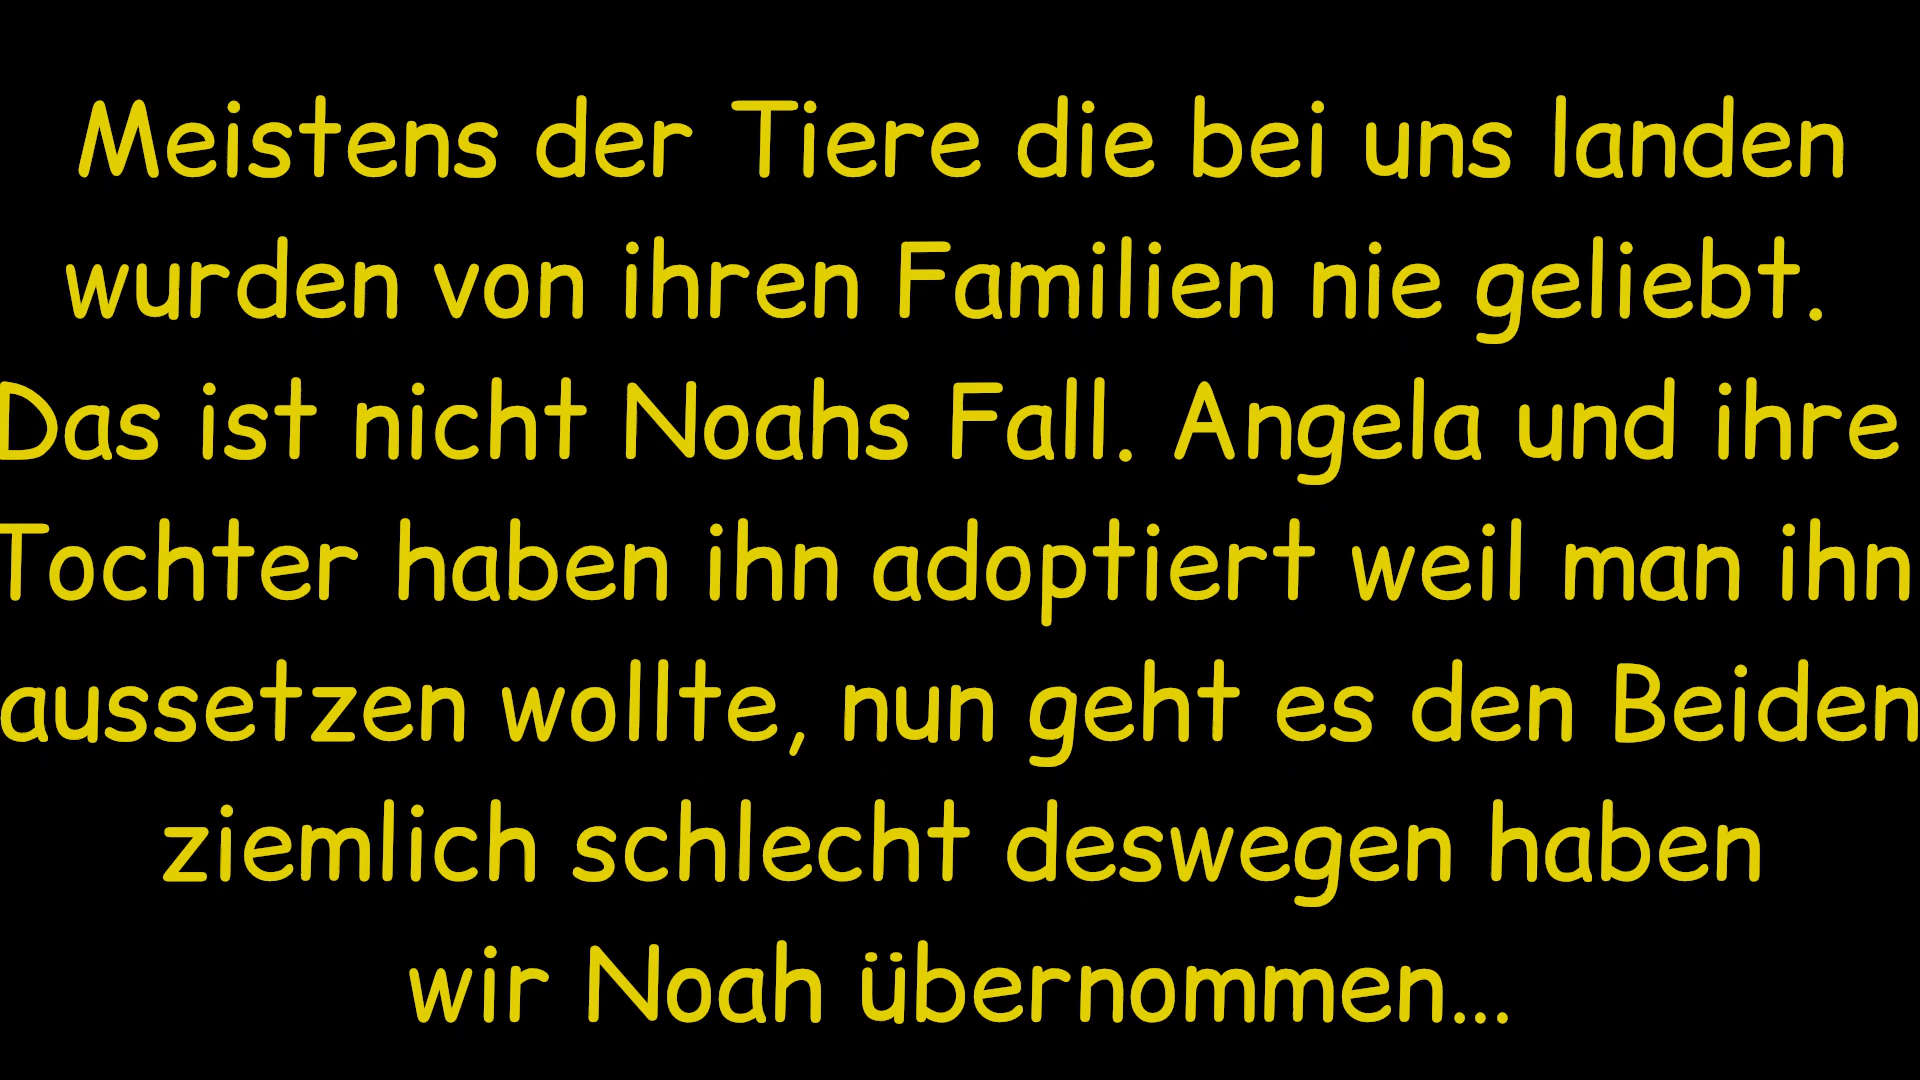 Meistens der Tiere die bei uns landen
wurden von ihren Familien nie geliebt.
Das ist nicht Noahs Fall. Angela und ihre
Tochter haben ihn adoptiert weil man ihn
aussetzen wollte, nun geht es den Beiden
ziemlich schlecht deswegen haben
wir Noah übernommen...